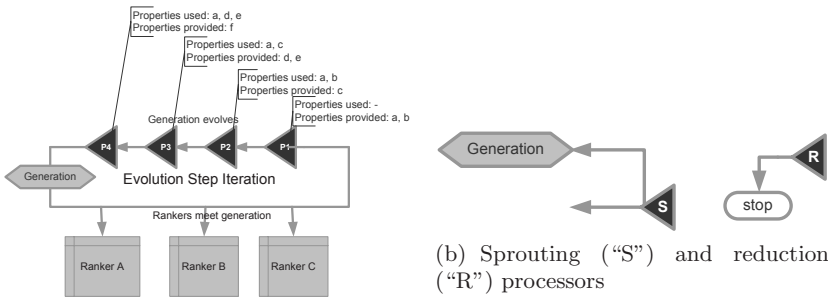 Properties used: a, d, e
Properties provided: f
Properties used: a, c
Properties provided: d, e
Properties used: a, b
Properties provided: c
Properties used: -
Properties provided: a, b
Generation evolves
P4
P3
P2
P1
Generation
Evolution Step Iteration
Rankers meet generation
Ranker A
Ranker B
Ranker C
Generation
S
R
stop
(b) Sprouting (“S”) and reduction
(“R”) processors